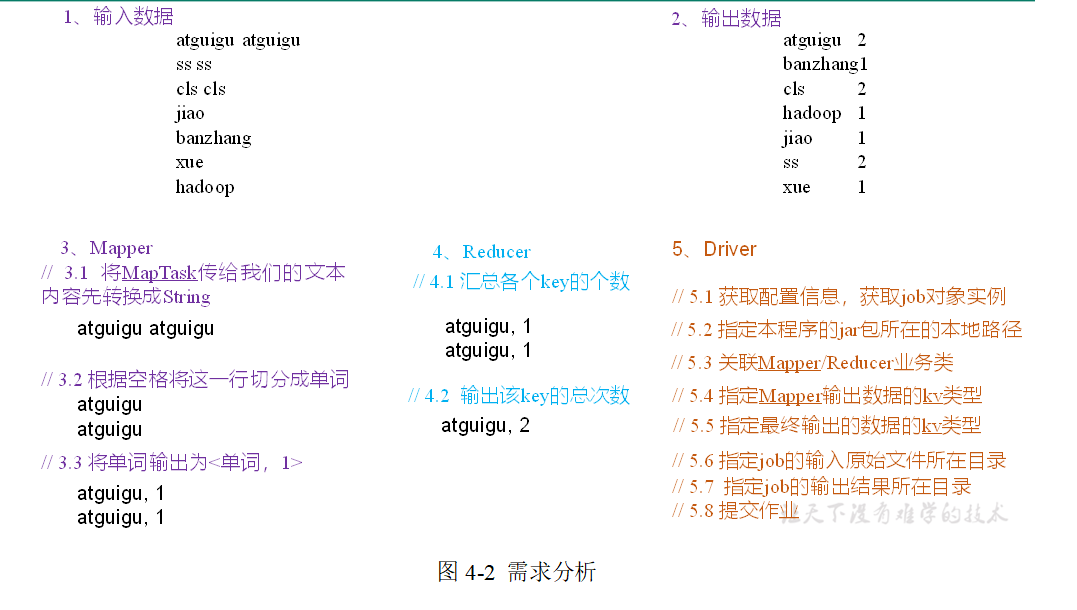 1、输入数据
atguigu atguigu
ss ss
cls cls
jiao
banzhang
xue
hadoop
2、输出数据
atguigu 2
banzhang1
cls 2
hadoop 1
jiao 1
ss 2
xue 1
3、Mapper
// 3.1 将MapTask传给我们的文本
内容先转换成String
atguigu atguigu
// 3.2 根据空格将这一行切分成单词
atguigu
atguigu
// 3.3 将单词输出为<单词，1>
atguigu, 1
atguigu, 1
4、Reducer
// 4.1 汇总各个key的个数
atguigu, 1
atguigu, 1
// 4.2 输出该key的总次数
atguigu, 2
5、Driver
// 5.1 获取配置信息，获取job对象实例
// 5.2 指定本程序的jar包所在的本地路径
// 5.3 关联Mapper/Reducer业务类
// 5.4 指定Mapper输出数据的kv类型
// 5.5 指定最终输出的数据的kv类型
// 5.6 指定job的输入原始文件所在目录
// 5.7 指定job的输出结果所在目录
// 5.8 提交作业
让天下没有难学的技术
图 4-2 需求分析